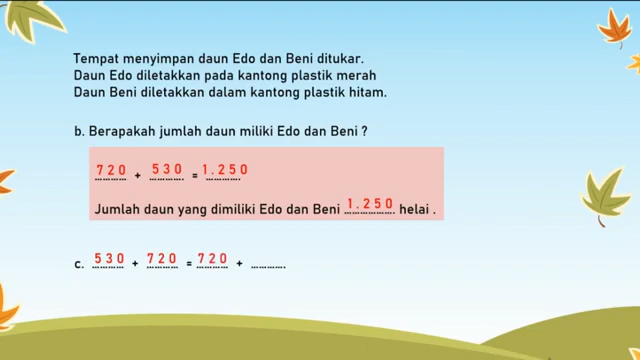 Tempat menyimpan daun Edo dan Beni ditukar.
Daun Edo diletakkan pada kantong plastik merah
Daun Beni diletakkan dalam kantong plastik hitam.
b. Berapakah jumlah daun miliki Edo dan Beni ?
720 + 530 = 1.250
Jumlah daun yang dimiliki Edo dan Beni 1.250 helai .
c. 530 + 720 = 720 + ............